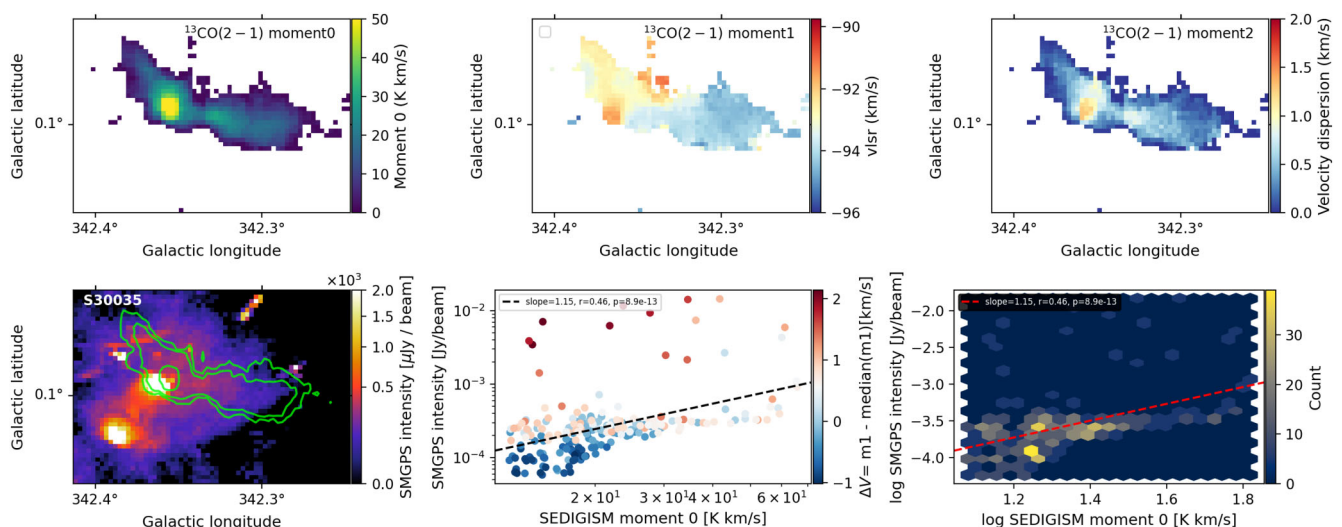 ¹³CO(2 − 1) moment0
50
40
30
20
10
0
Moment 0 (K km/s)
Galactic latitude
0.1°
342.4°
342.3°
Galactic longitude
¹³CO(2 − 1) moment1
−90
−92
−94
−96
vlsr (km/s)
Galactic latitude
0.1°
342.4°
342.3°
Galactic longitude
¹³CO(2 − 1) moment2
2.0
1.5
1.0
0.5
0.0
Velocity dispersion (km/s)
Galactic latitude
0.1°
342.4°
342.3°
Galactic longitude
×10³
S30035
2.0
1.0
0.5
0.0
SMGPS intensity [μJy / beam]
Galactic latitude
0.1°
342.4°
342.3°
Galactic longitude
slope=1.15, r=0.46, p=8.9e-13
10⁻²
10⁻³
10⁻⁴
SMGPS intensity [Jy/beam]
2 × 10¹
3 × 10¹
4 × 10¹
6 × 10¹
SEDIGISM moment 0 [K km/s]
2
1
0
−1
ΔV= m1 - median(m1)[km/s]
slope=1.15, r=0.46, p=8.9e-13
−2.0
−2.5
−3.0
−3.5
−4.0
log SMGPS intensity [Jy/beam]
1.2
1.4
1.6
1.8
log SEDIGISM moment 0 [K km/s]
30
20
10
0
Count